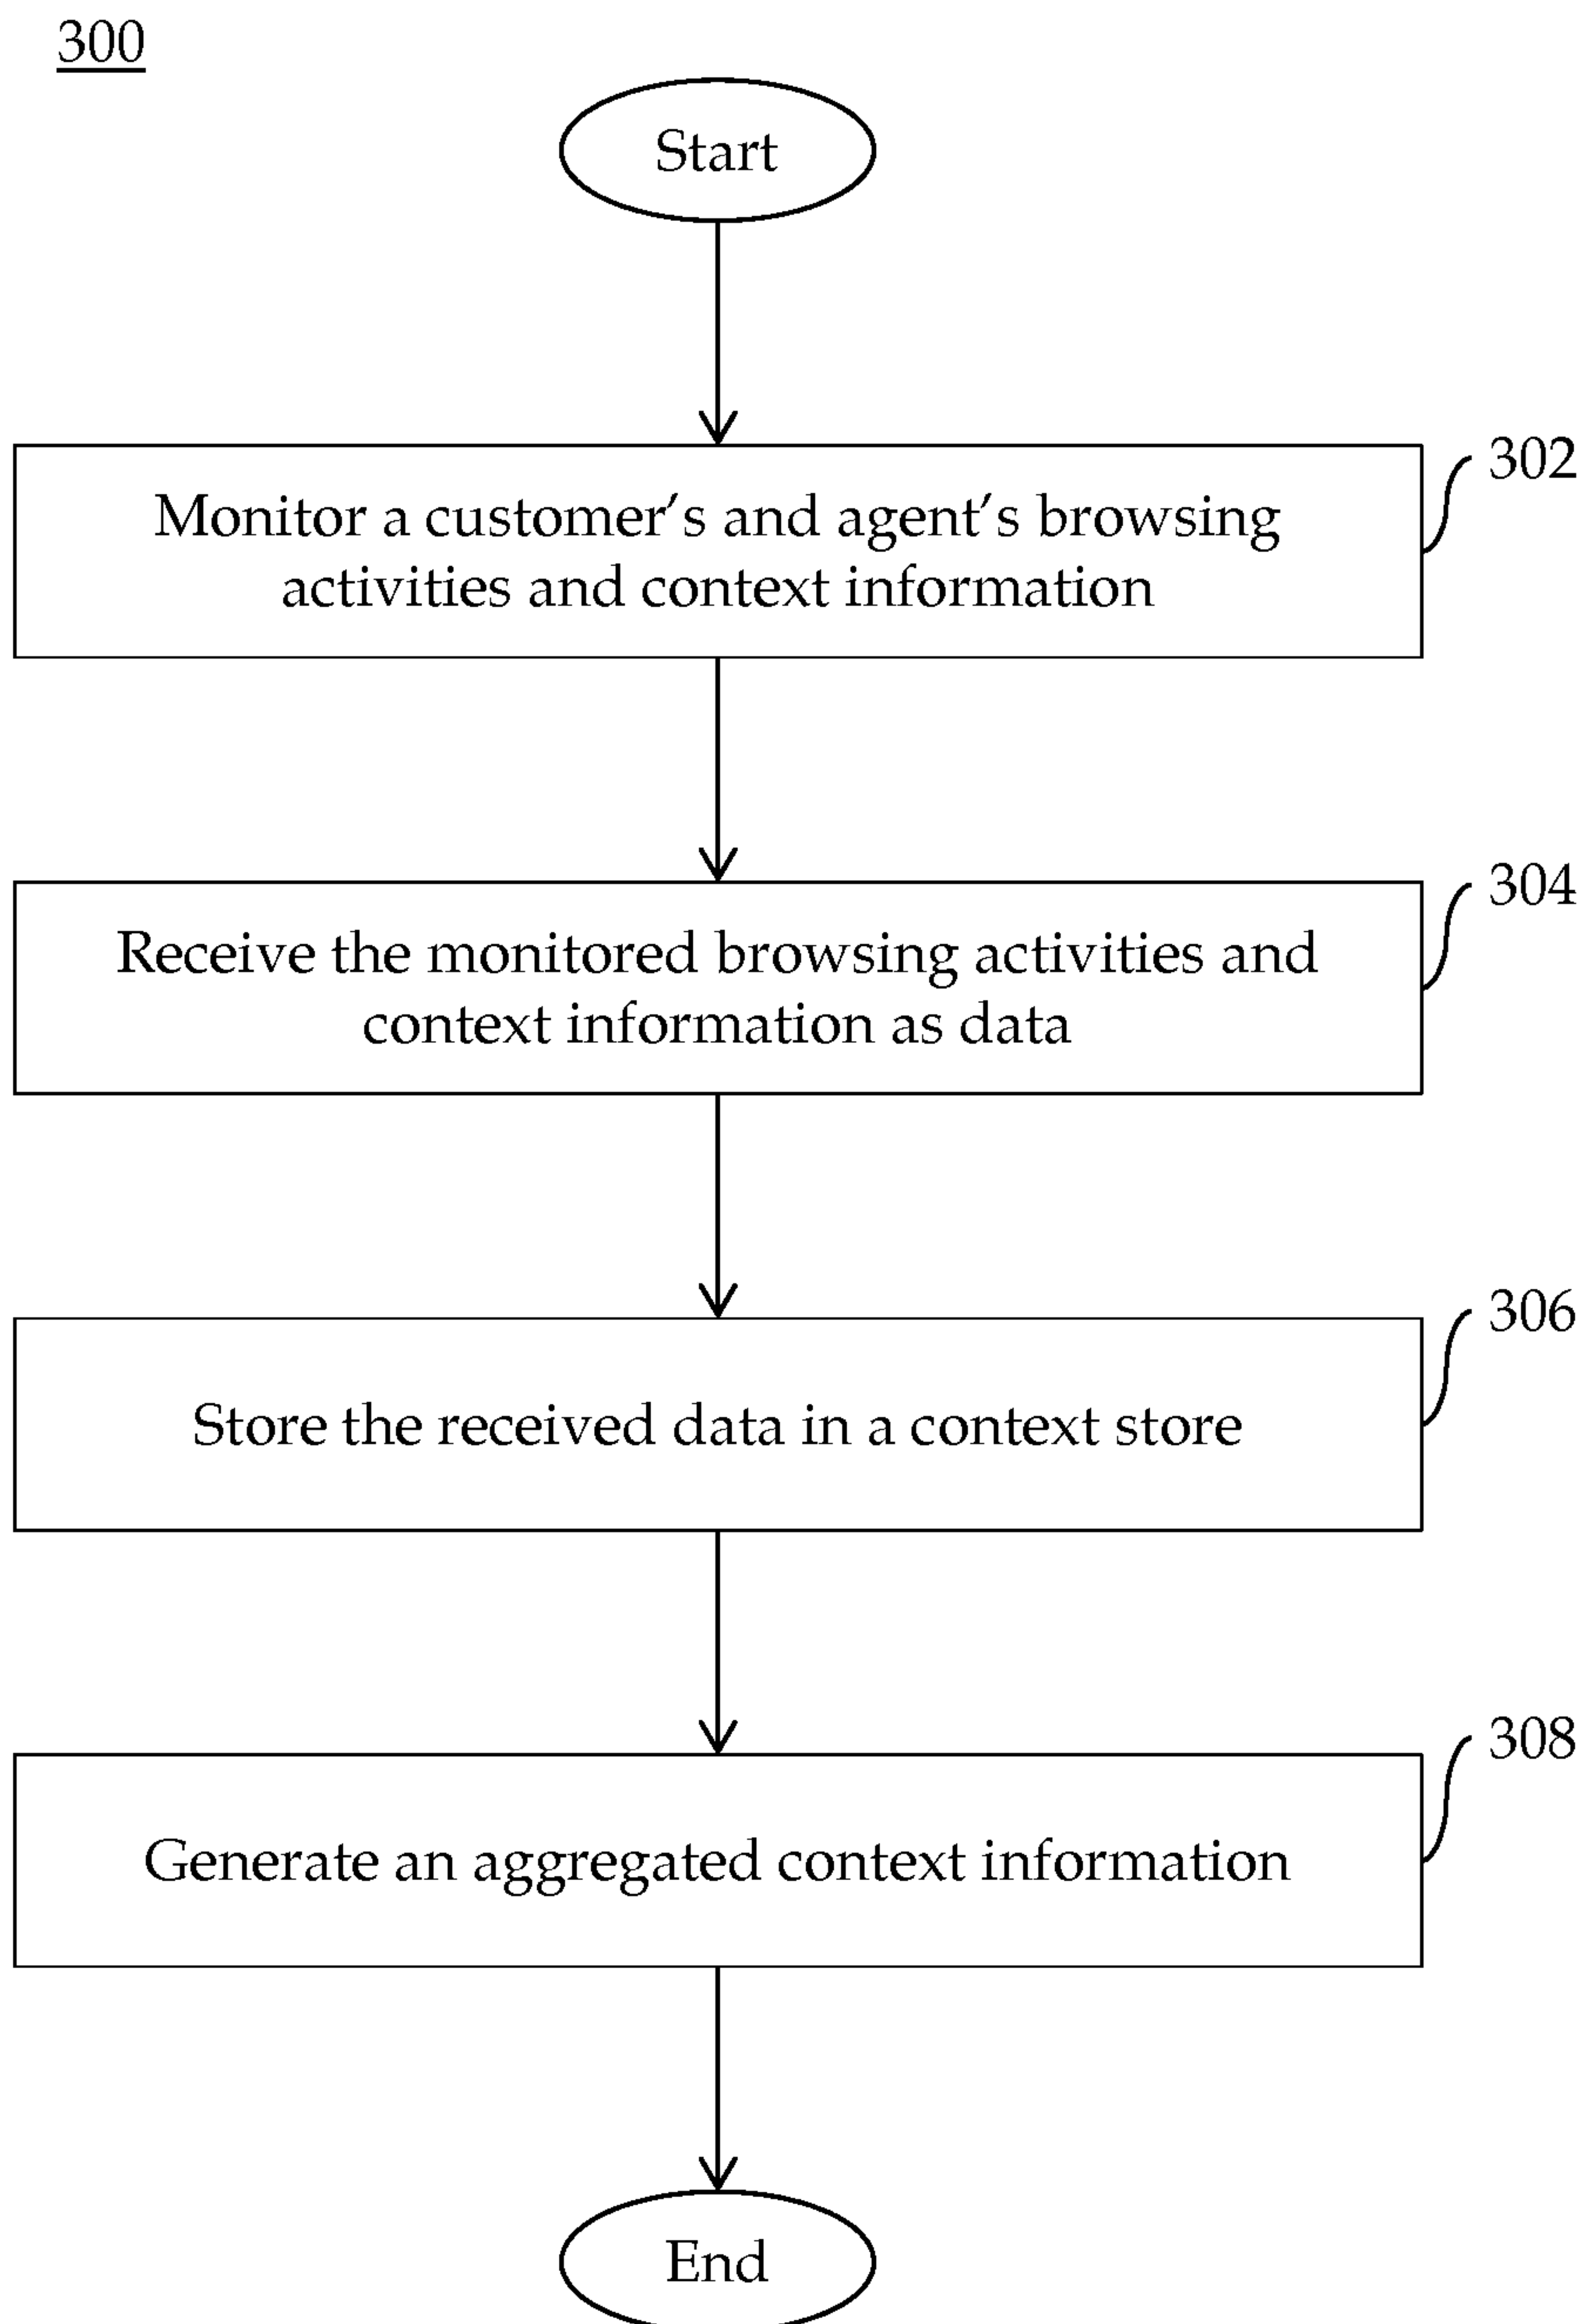 300
Start
302
Monitor a customer’s and agent’s browsing
activities and context information
304
Receive the monitored browsing activities and
context information as data
306
Store the received data in a context store
308
Generate an aggregated context information
End